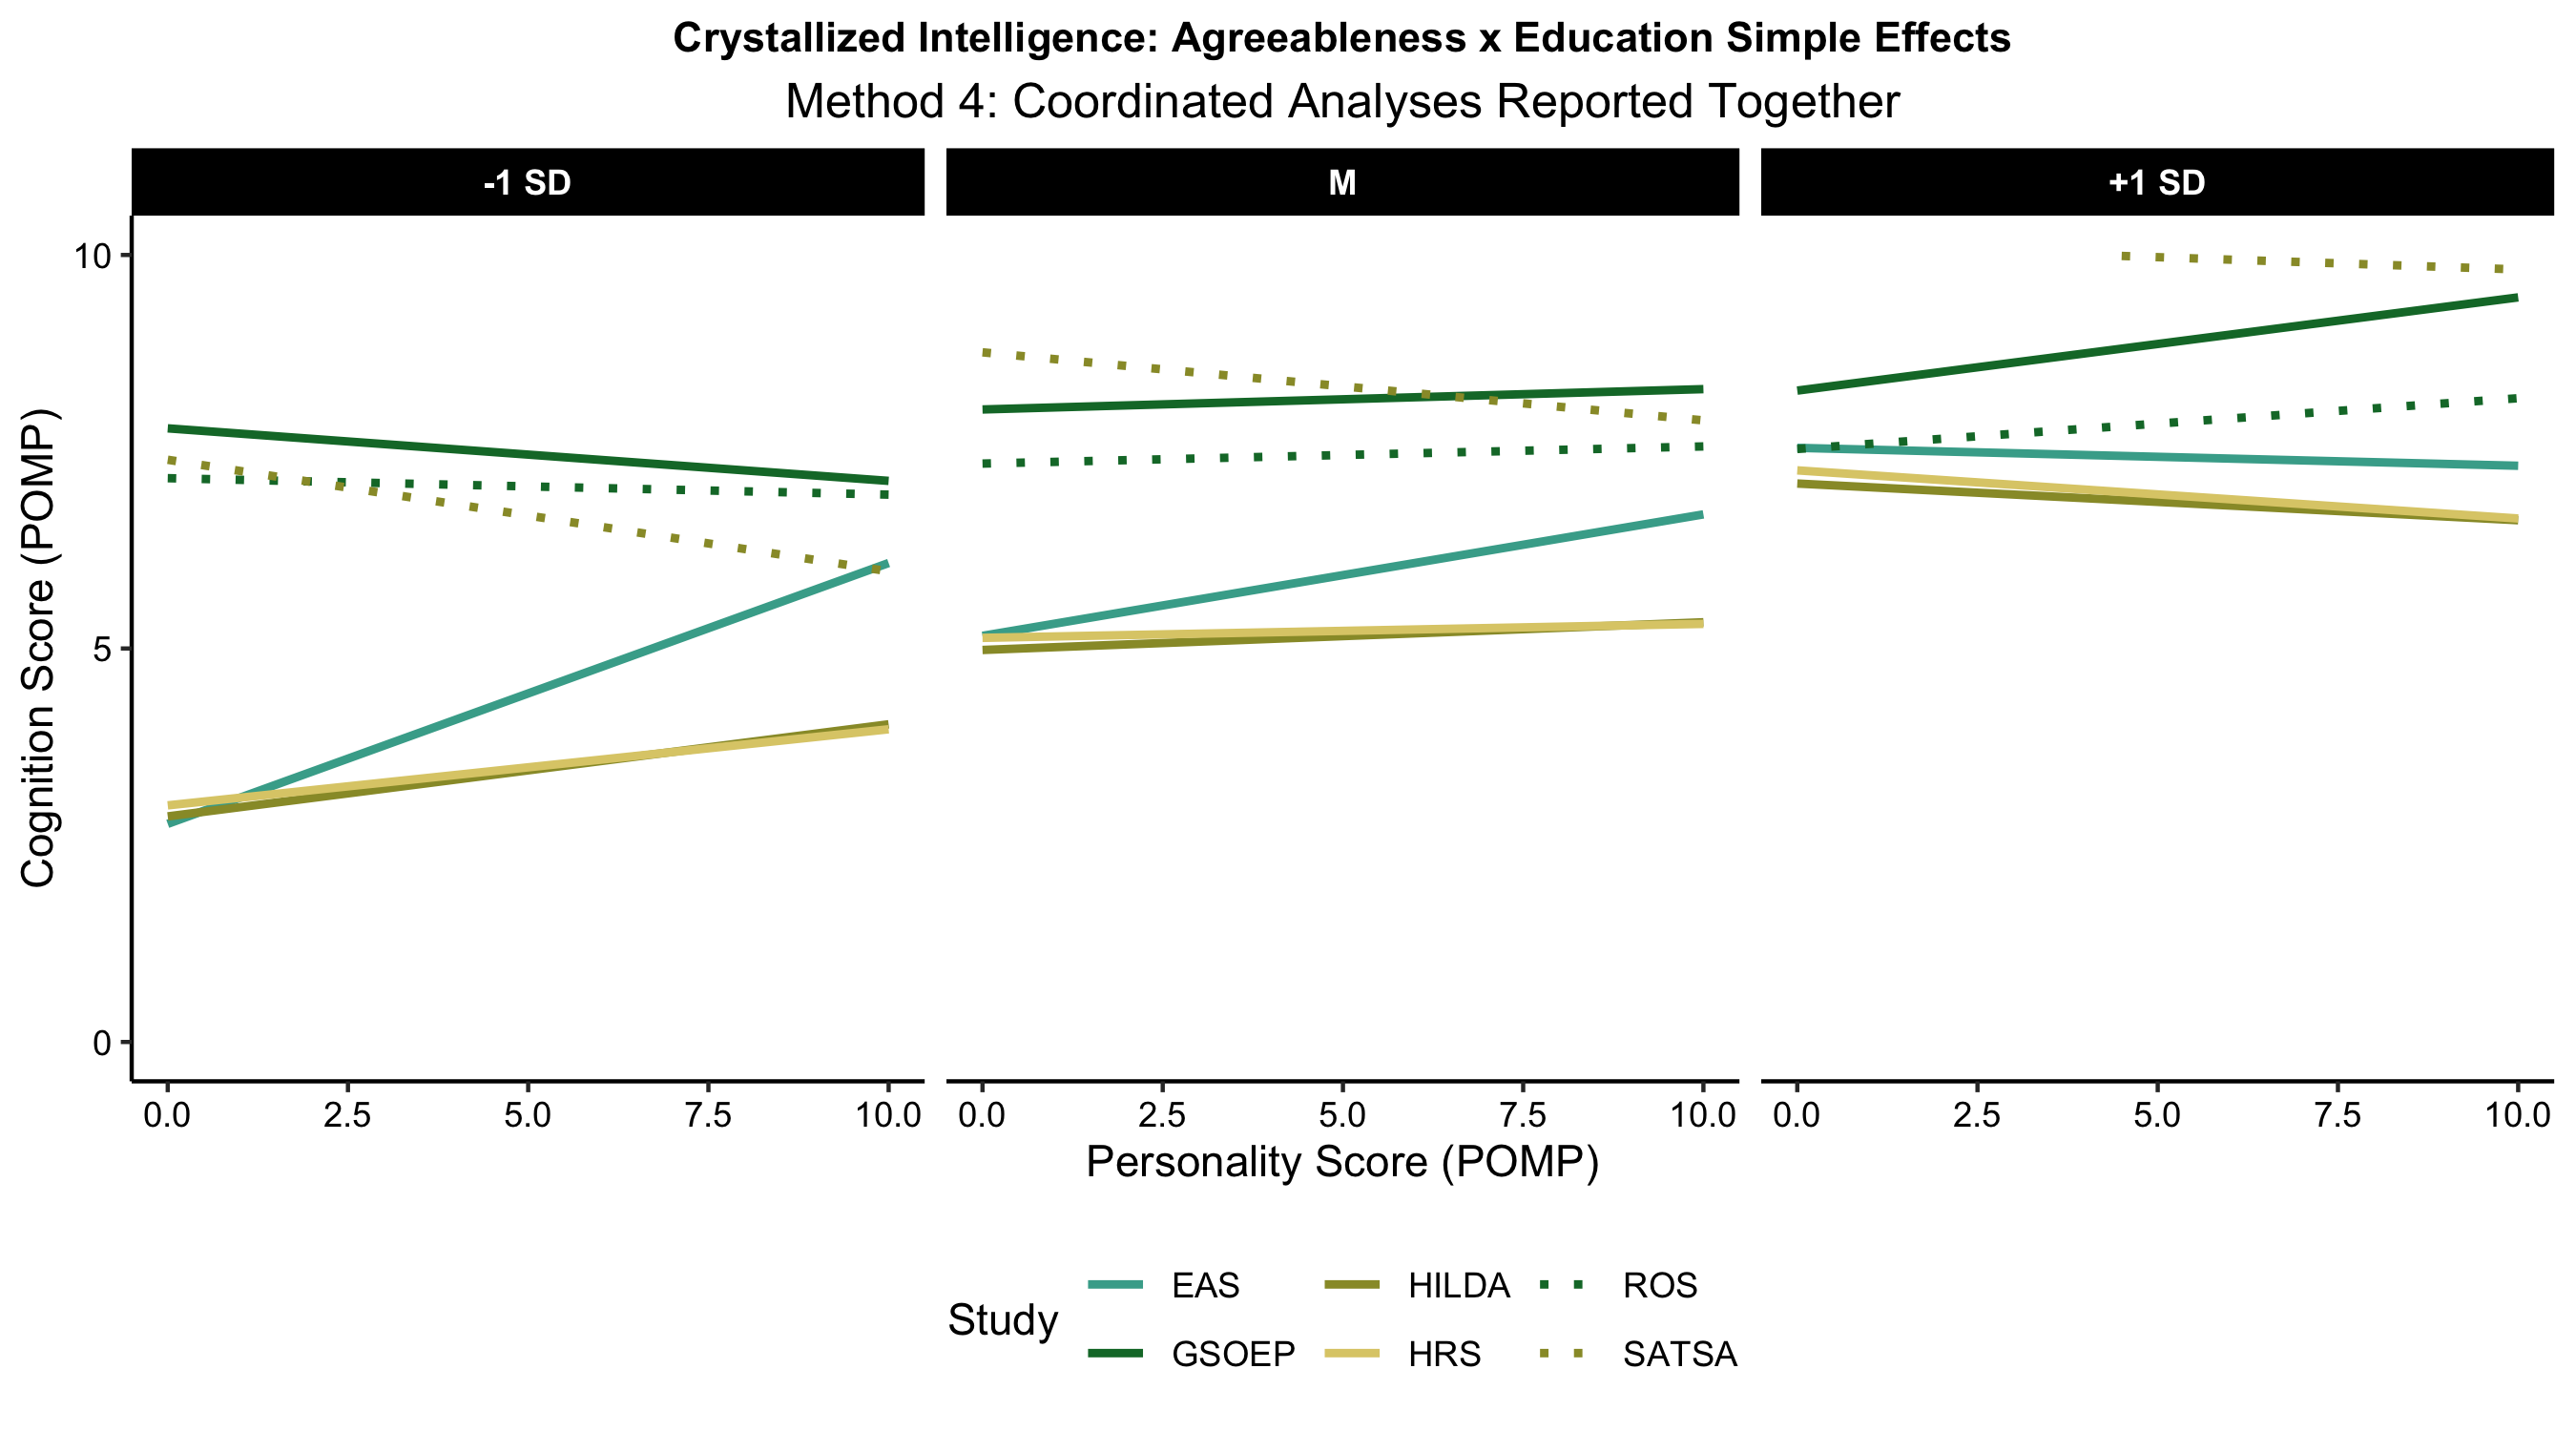 Crystallized Intelligence: Agreeableness x Education Simple Effects
Method 4: Coordinated Analyses Reported Together
-1 SD
M
+1 SD
Cognition Score (POMP)
10
5
0
0.0 2.5 5.0 7.5 10.0
0.0 2.5 5.0 7.5 10.0
0.0 2.5 5.0 7.5 10.0
Personality Score (POMP)
Study
EAS HILDA ROS
GSOEP HRS SATSA